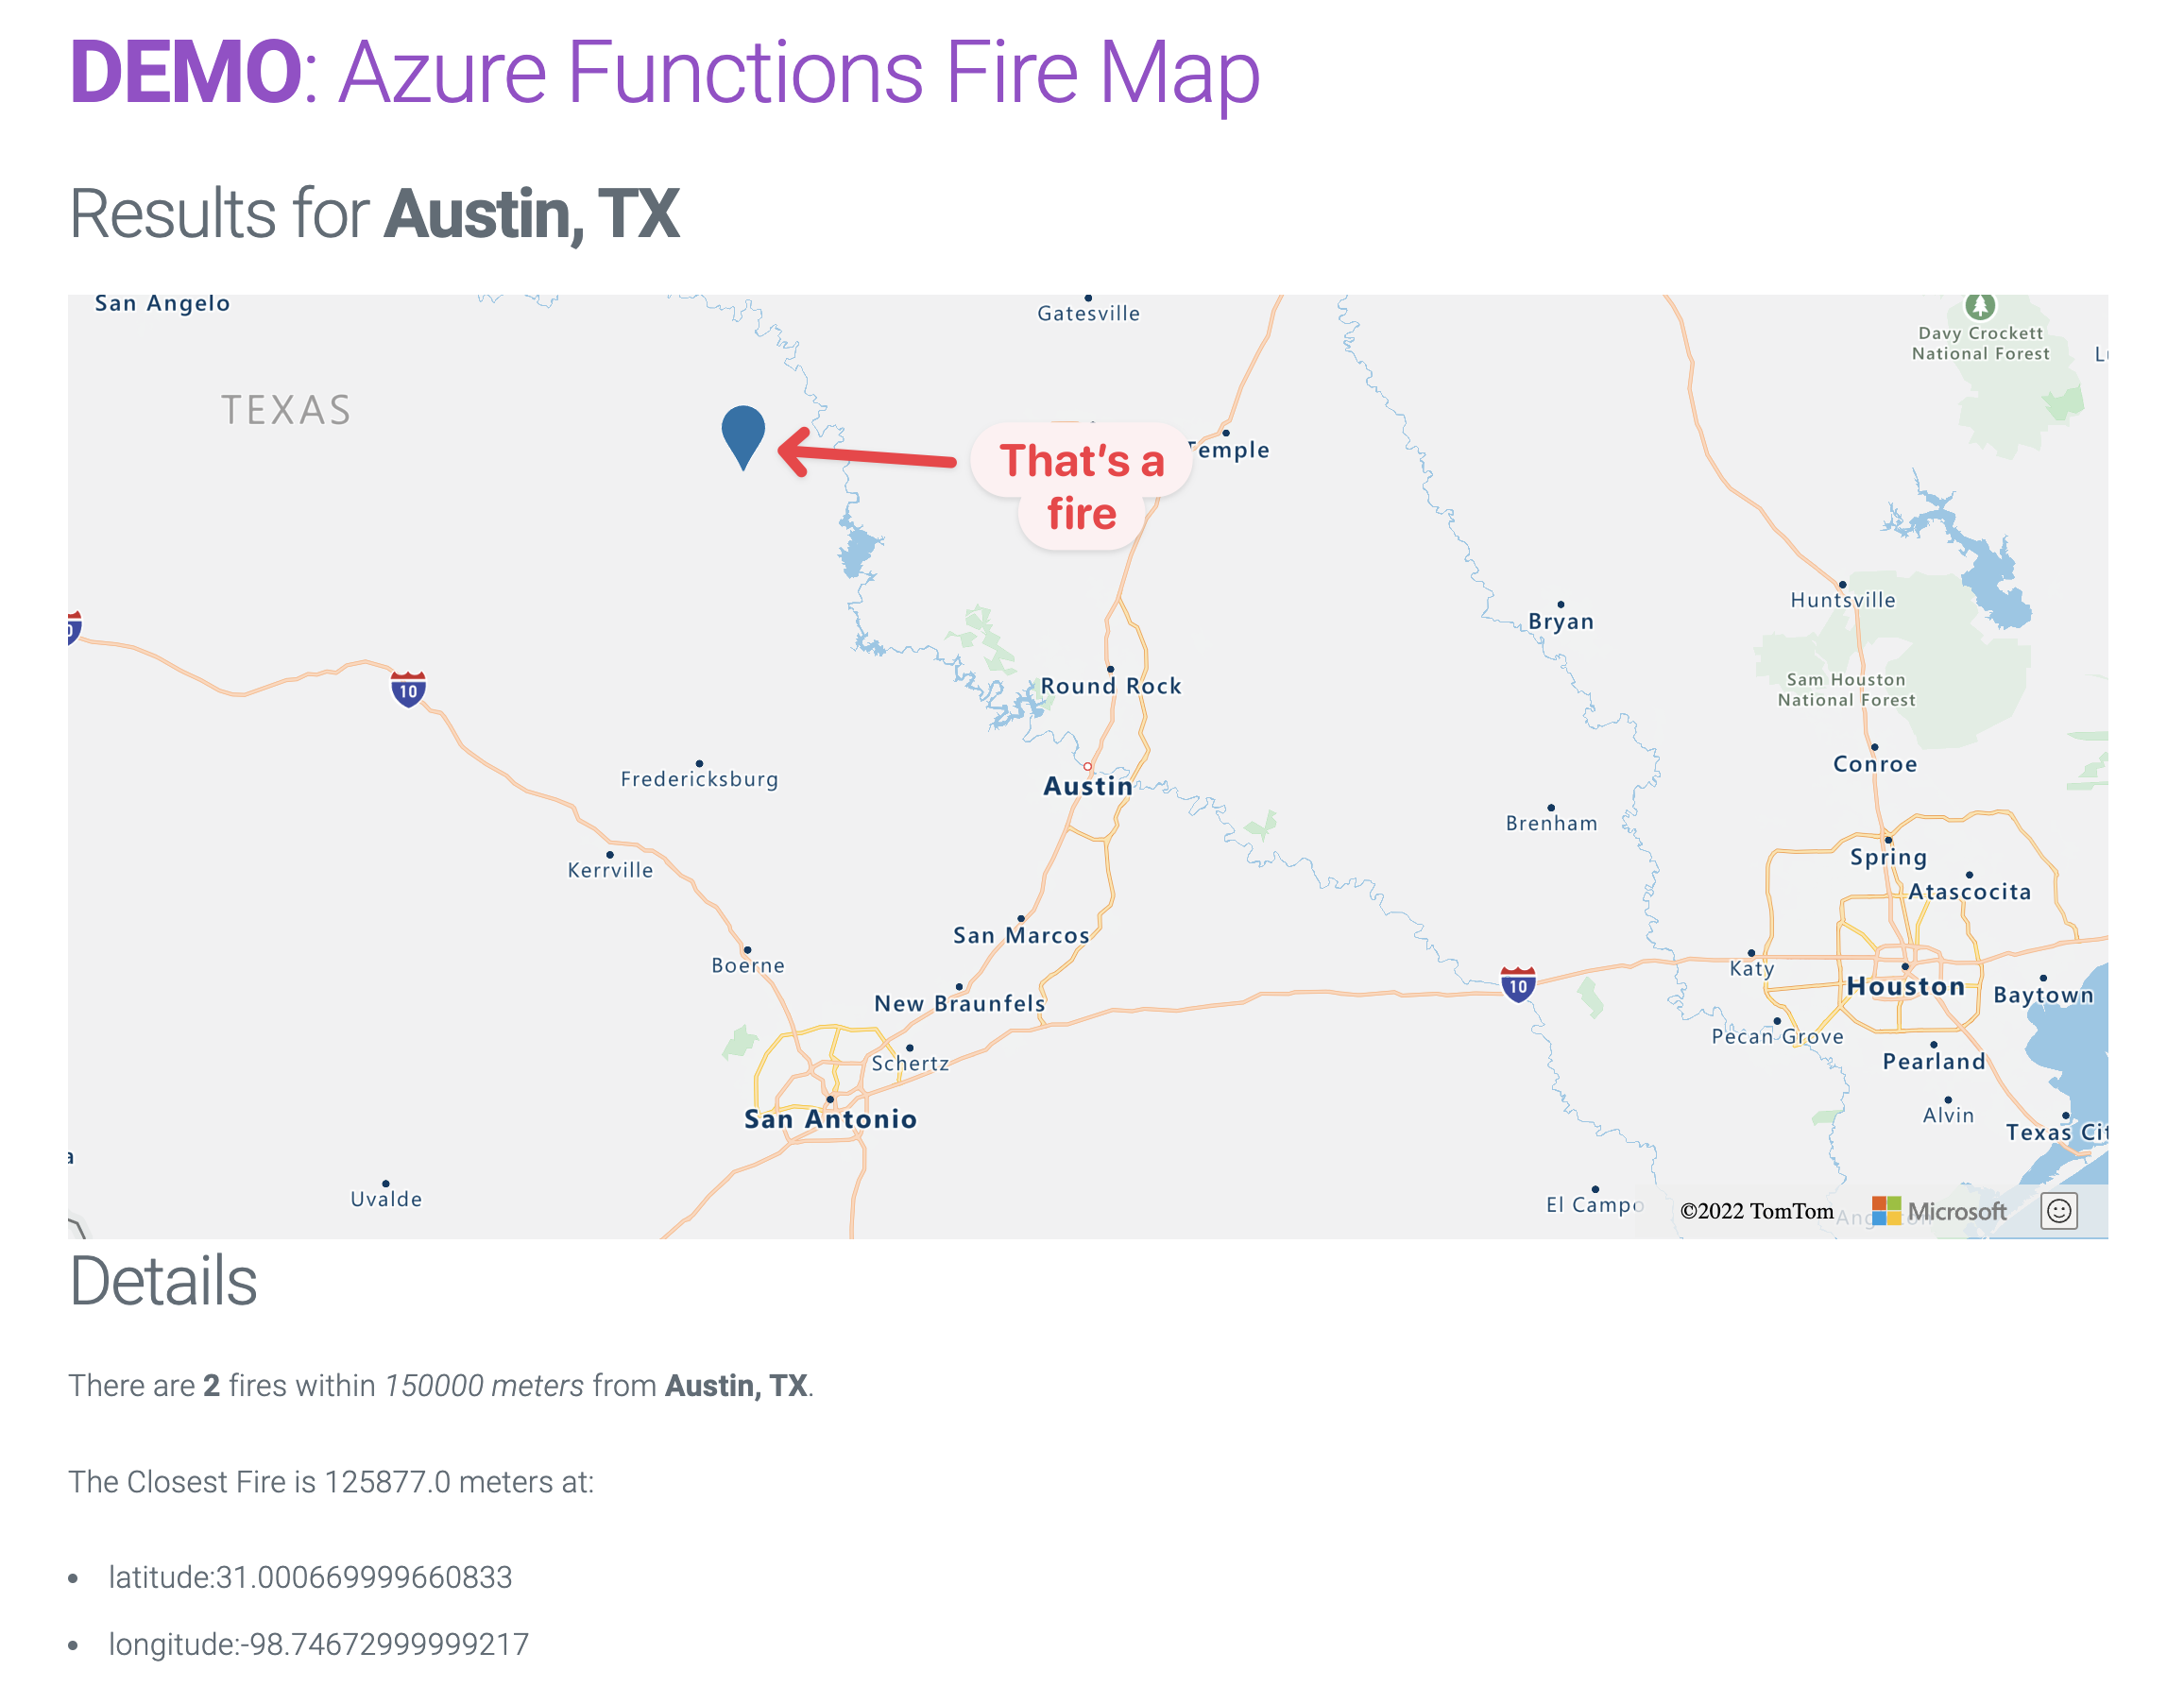 DEMO: Azure Functions Fire Map
Results for Austin, TX
San Angelo
Gatesville
Davy Crockett
National Forest
TEXAS
That's a
fire
Temple
Huntsville
Bryan
Round Rock
Sam Houston
National Forest
Conroe
10
Fredericksburg
Austin
Brenham
Kerrville
Spring
Atascocita
San Marcos
Boerne
Katy
New Braunfels
10
Houston
Baytown
Pecan Grove
Schertz
Pearland
San Antonio
Alvin
Texas Cit
Uvalde
El Campo
©2022 TomTom
Microsoft
Details
There are 2 fires within 150000 meters from Austin, TX.
The Closest Fire is 125877.0 meters at:
• latitude:31.000669999660833
• longitude:-98.74672999999217